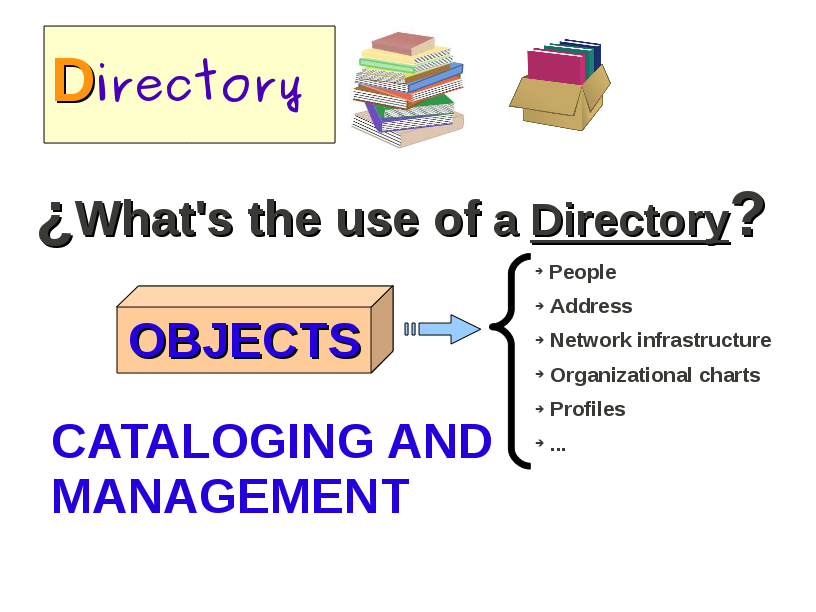 Directory
¿What's the use of a Directory?
OBJECTS
People
Address
Network infrastructure
Organizational charts
Profiles
...
CATALOGING AND
MANAGEMENT